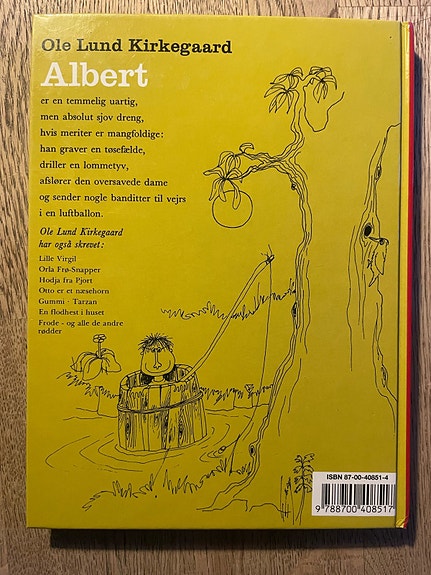 Ole Lund Kirkegaard
Albert
er en temmelig uartig,
men absolut sjov dreng,
hvis meriter er mangfoldige:
han graver en tøsefælde,
driller en lommetyv,
afslører den oversavede dame
og sender nogle banditter til vejrs
i en luftballon.
Ole Lund Kirkegaard
har også skrevet:
Lille Virgil
Orla Frø-Snapper
Hodja fra Pjort
Otto er et næsehorn
Gummi - Tarzan
En flodhest i huset
Frode - og alle de andre
rødder
ISBN 87-00-40851-4
9 788700 408517